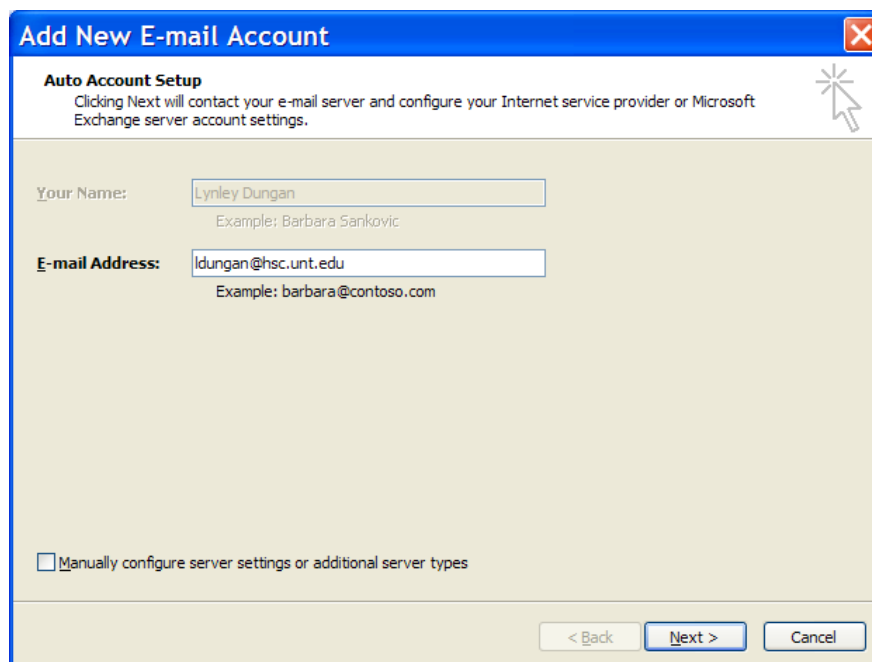 Add New E-mail Account
Auto Account Setup
Clicking Next will contact your e-mail server and configure your Internet service provider or Microsoft
Exchange server account settings.
Your Name: Lynley Dungan
Example: Barbara Sankovic
E-mail Address: ldungan@hsc.unt.edu
Example: barbara@contoso.com
Manually configure server settings or additional server types
< Back Next > Cancel